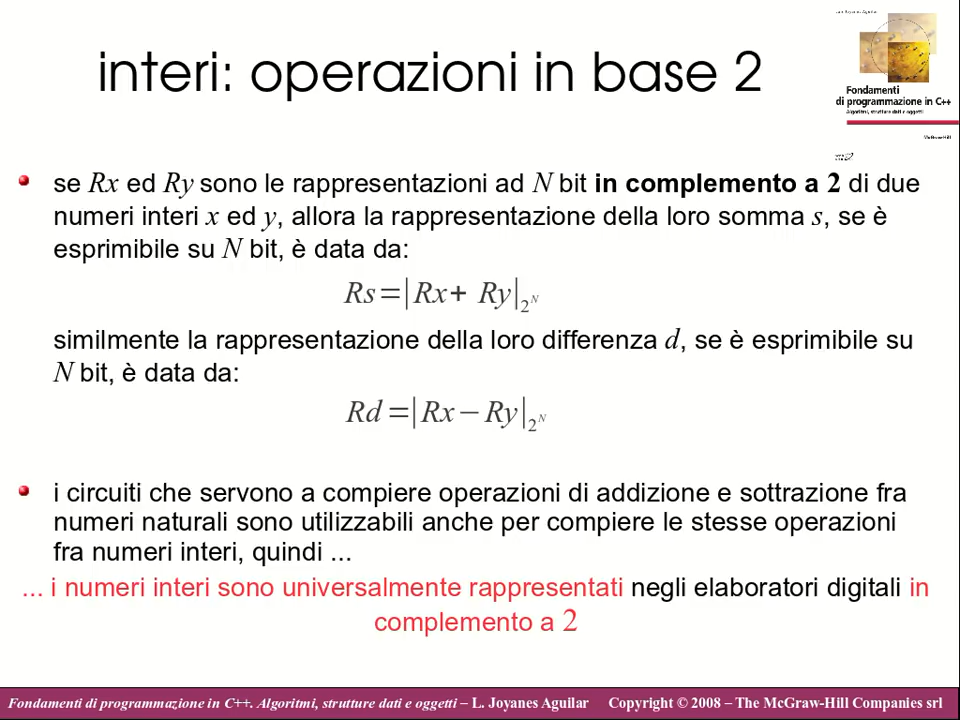 interi: operazioni in base 2
Fondamenti
di programmazione in C++
Algoritmi, strutture dati e oggetti
McGraw-Hill
se Rx ed Ry sono le rappresentazioni ad N bit in complemento a 2 di due
numeri interi x ed y, allora la rappresentazione della loro somma s, se è
esprimibile su N bit, è data da:
Rs=|Rx+ Ry|2^N
similmente la rappresentazione della loro differenza d, se è esprimibile su
N bit, è data da:
Rd =|Rx− Ry|2^N
i circuiti che servono a compiere operazioni di addizione e sottrazione fra
numeri naturali sono utilizzabili anche per compiere le stesse operazioni
fra numeri interi, quindi ...
... i numeri interi sono universalmente rappresentati negli elaboratori digitali in
complemento a 2
Fondamenti di programmazione in C++. Algoritmi, strutture dati e oggetti – L. Joyanes Aguilar Copyright © 2008 – The McGraw-Hill Companies srl